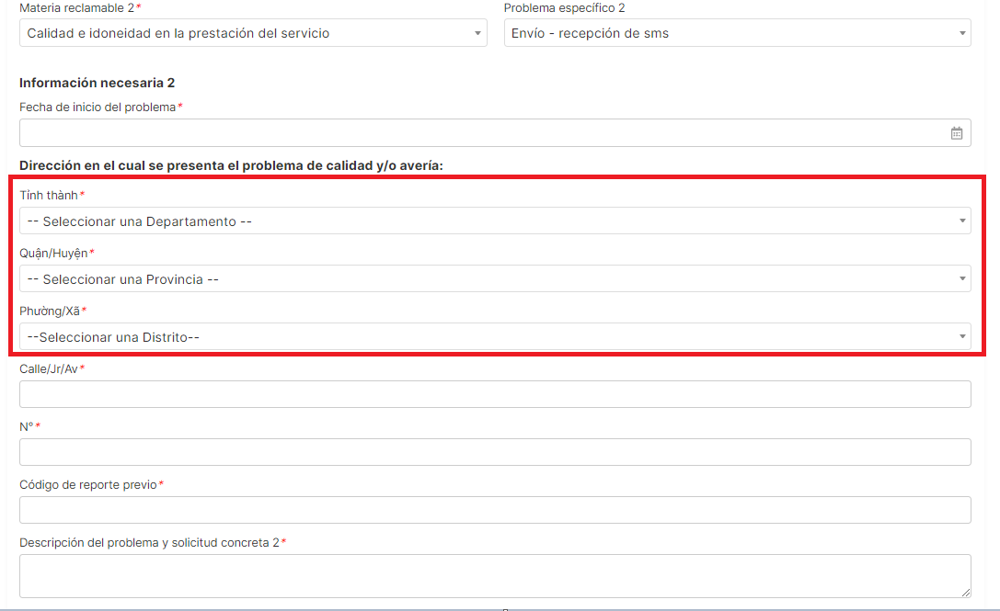 Materia reclamable 2*
Problema específico 2
Calidad e idoneidad en la prestación del servicio
Envío - recepción de sms
Información necesaria 2
Fecha de inicio del problema*
Dirección en el cual se presenta el problema de calidad y/o avería:
Tỉnh thành*
-- Seleccionar una Departamento --
Quận/Huyện*
-- Seleccionar una Provincia --
Phường/Xã*
--Seleccionar una Distrito--
Calle/Jr/Av*
N°*
Código de reporte previo*
Descripción del problema y solicitud concreta 2*